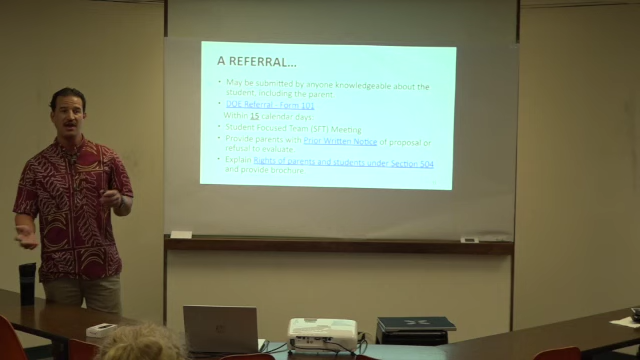 A REFERRAL...
• May be submitted by anyone knowledgeable about the
student, including the parent
• DOE Referral - Form 101
Within 15 calendar days:
• Student Focused Team (SFT) Meeting
• Provide parents with Prior Written Notice of proposal or
refusal to evaluate
• Explain Rights of parents and students under Section 504
and provide brochure